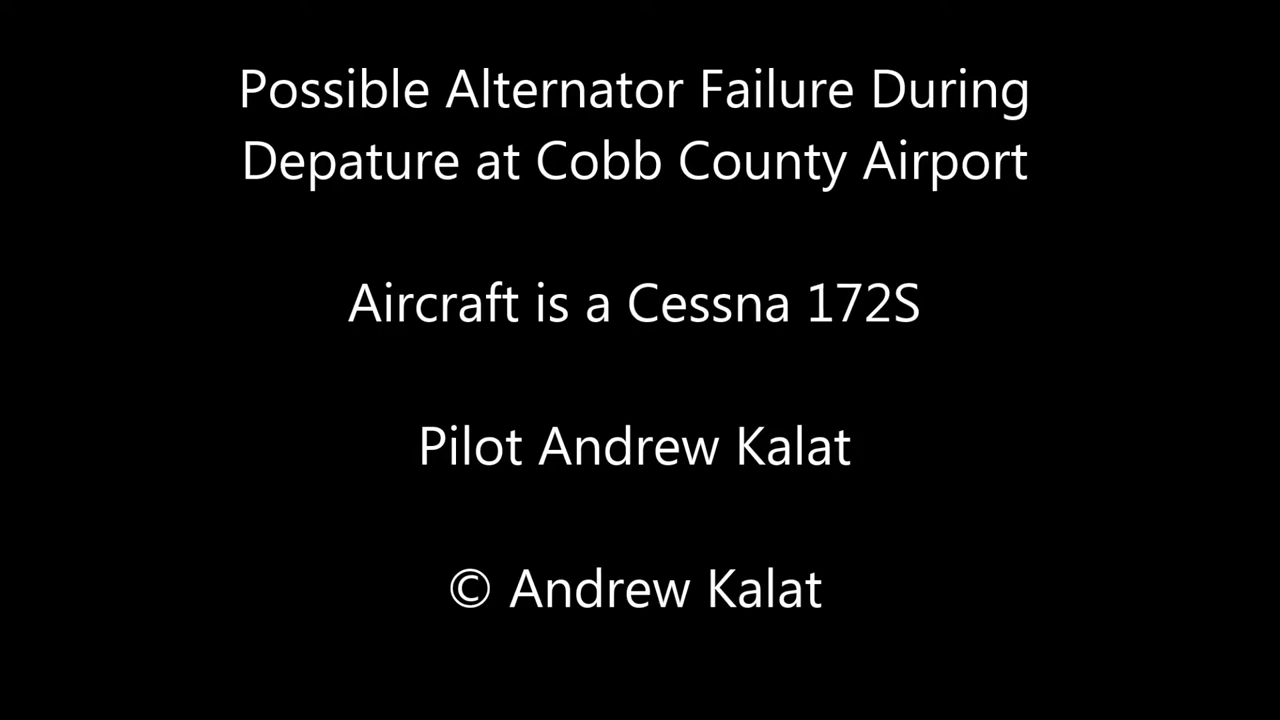 Possible Alternator Failure During
Depature at Cobb County Airport
Aircraft is a Cessna 172S
Pilot Andrew Kalat
© Andrew Kalat